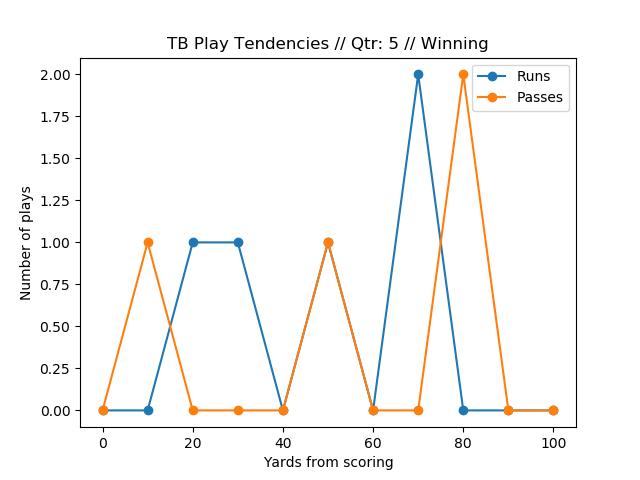 TB Play Tendencies // Qtr: 5 // Winning
Runs
Passes
Number of plays
2.00
1.75
1.50
1.25
1.00
0.75
0.50
0.25
0.00
0 20 40 60 80 100
Yards from scoring